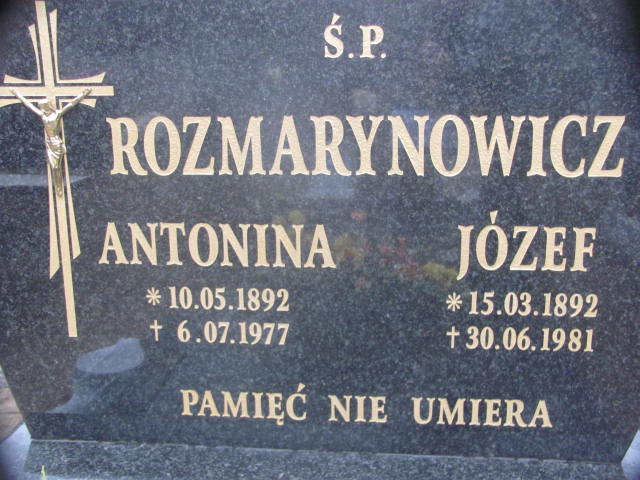 Ś.P.
ROZMARYNOWICZ
ANTONINA JÓZEF
* 10.05.1892 * 15.03.1892
† 6.07.1977 † 30.06.1981
PAMIĘĆ NIE UMIERA